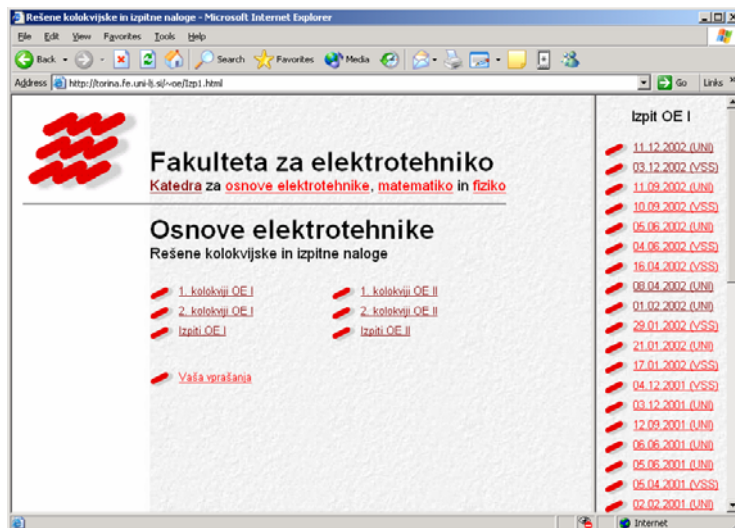 Rešene kolokvijske in izpitne naloge - Microsoft Internet Explorer
File Edit View Favorites Tools Help
Back Search Favorites Media
Address http://torina.fe.uni-lj.si/~oe/Izp1.html Go Links »
Fakulteta za elektrotehniko
Katedra za osnove elektrotehnike, matematiko in fiziko
Osnove elektrotehnike
Rešene kolokvijske in izpitne naloge
1. kolokviji OE I 1. kolokviji OE II
2. kolokviji OE I 2. kolokviji OE II
Izpiti OE I Izpiti OE II
Vaša vprašanja
Izpit OE I
11.12.2002 (UNI)
03.12.2002 (VSS)
11.09.2002 (UNI)
10.09.2002 (VSS)
05.06.2002 (UNI)
04.06.2002 (VSS)
16.04.2002 (VSS)
08.04.2002 (UNI)
01.02.2002 (UNI)
29.01.2002 (VSS)
21.01.2002 (UNI)
17.01.2002 (VSS)
04.12.2001 (VSS)
03.12.2001 (UNI)
12.09.2001 (UNI)
06.06.2001 (UNI)
05.06.2001 (UNI)
05.04.2001 (VSS)
02.02.2001 (UNI)
Internet